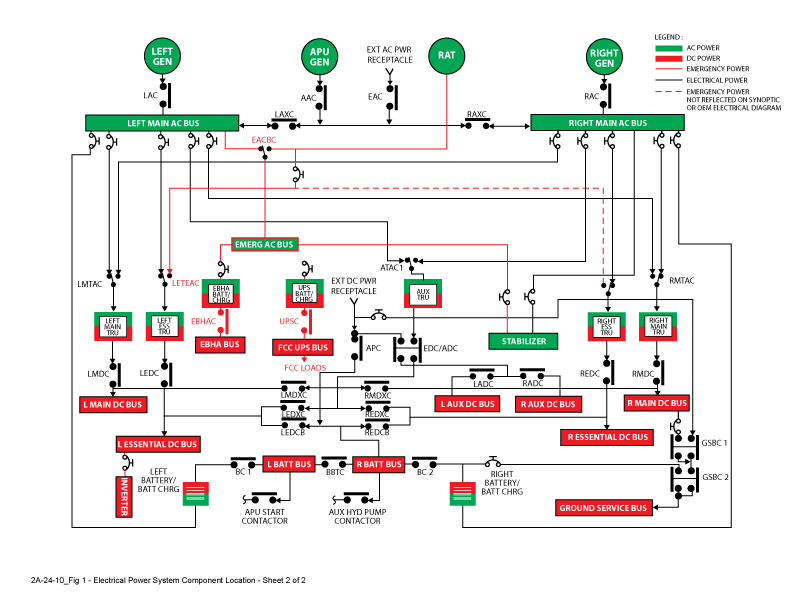 LEFT
GEN
APU
GEN
EXT AC PWR
RECEPTACLE
RAT
RIGHT
GEN
LEGEND :
AC POWER
DC POWER
EMERGENCY POWER
ELECTRICAL POWER
EMERGENCY POWER
NOT REFLECTED ON SYNOPTIC
OR OEM ELECTRICAL DIAGRAM
LAC
AAC
EAC
RAC
LAXC
RAXC
LEFT MAIN AC BUS
RIGHT MAIN AC BUS
EACBC
EMERG AC BUS
ATAC1
LMTAC
LETEAC
EBHA
BATT/
CHRG
UPS
BATT/
CHRG
EXT DC PWR
RECEPTACLE
AUX
TRU
RMTAC
LEFT
MAIN
TRU
LEFT
ESS
TRU
EBHAC
UPSC
RIGHT
ESS
TRU
RIGHT
MAIN
TRU
EBHA BUS
FCC UPS BUS
FCC LOADS
APC
EDC/ADC
STABILIZER
LMDC
LEDC
REDC
RMDC
LADC
RADC
LMDXC
RMDXC
L MAIN DC BUS
L AUX DC BUS
R AUX DC BUS
R MAIN DC BUS
LEDXC
REDXC
LEDCB
REDCB
L ESSENTIAL DC BUS
R ESSENTIAL DC BUS
GSBC 1
INVERTER
LEFT
BATTERY/
BATT CHRG
BC 1
L BATT BUS
BBTC
R BATT BUS
BC 2
RIGHT
BATTERY/
BATT CHRG
GSBC 2
APU START
CONTACTOR
AUX HYD PUMP
CONTACTOR
GROUND SERVICE BUS
2A-24-10_Fig 1 - Electrical Power System Component Location - Sheet 2 of 2